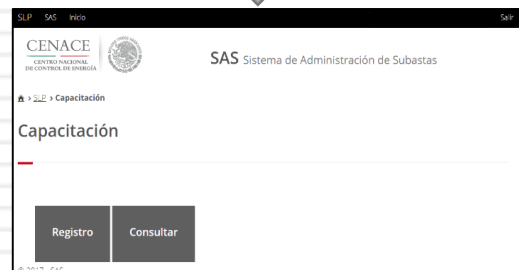 SLP SAS Inicio Salir
CENACE
CENTRO NACIONAL
DE CONTROL DE ENERGÍA
SAS Sistema de Administración de Subastas
> SLP > Capacitación
Capacitación
Registro Consultar
© 2017 - SAS